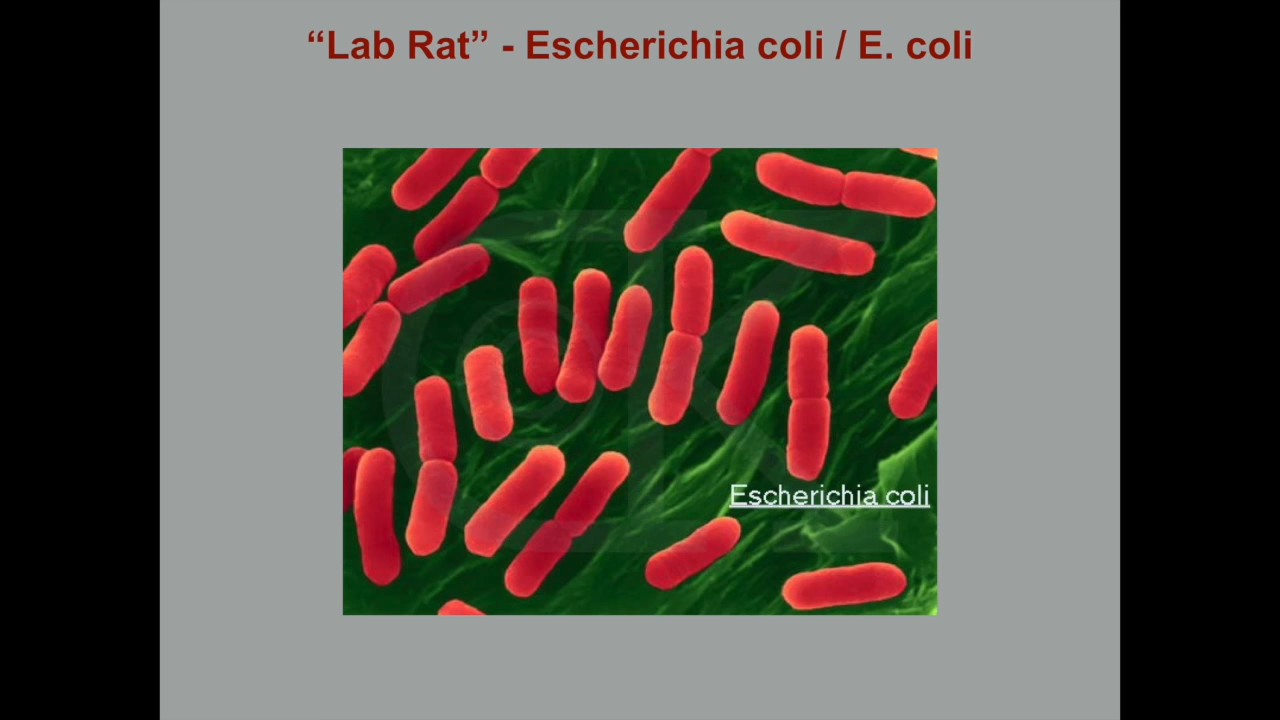 “Lab Rat” - Escherichia coli / E. coli
Escherichia coli